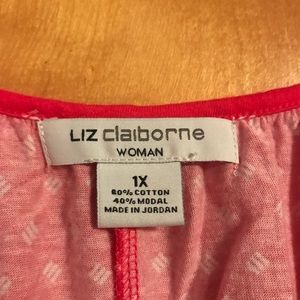 LIZ claiborne
WOMAN
1X
60% COTTON
40% MODAL
MADE IN JORDAN